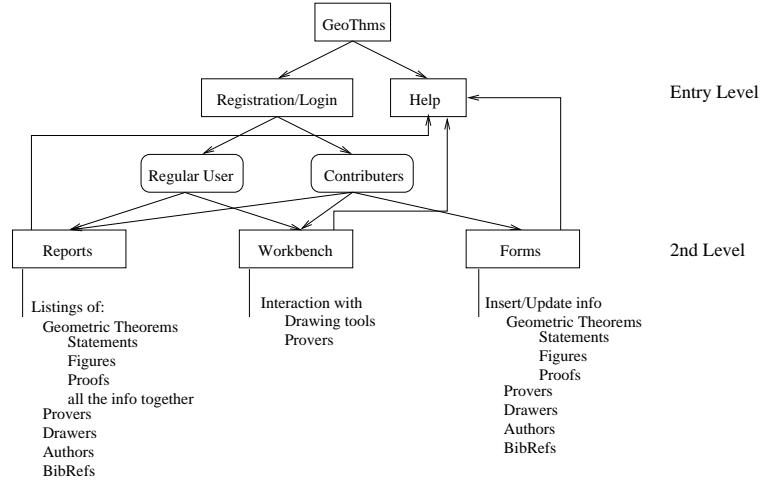 GeoThms
Registration/Login
Help
Entry Level
Regular User
Contributers
Reports
Workbench
Forms
2nd Level
Listings of:
Geometric Theorems
Statements
Figures
Proofs
all the info together
Provers
Drawers
Authors
BibRefs
Interaction with
Drawing tools
Provers
Insert/Update info
Geometric Theorems
Statements
Figures
Proofs
Provers
Drawers
Authors
BibRefs